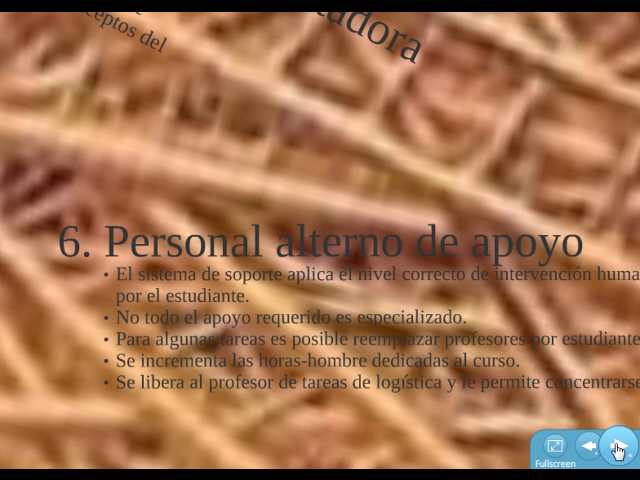 ceptos del
adora
6. Personal alterno de apoyo
• El sistema de soporte aplica el nivel correcto de intervención huma
por el estudiante.
• No todo el apoyo requerido es especializado.
• Para algunas tareas es posible reemplazar profesores por estudiante
• Se incrementa las horas-hombre dedicadas al curso.
• Se libera al profesor de tareas de logística y le permite concentrarse
Fullscreen